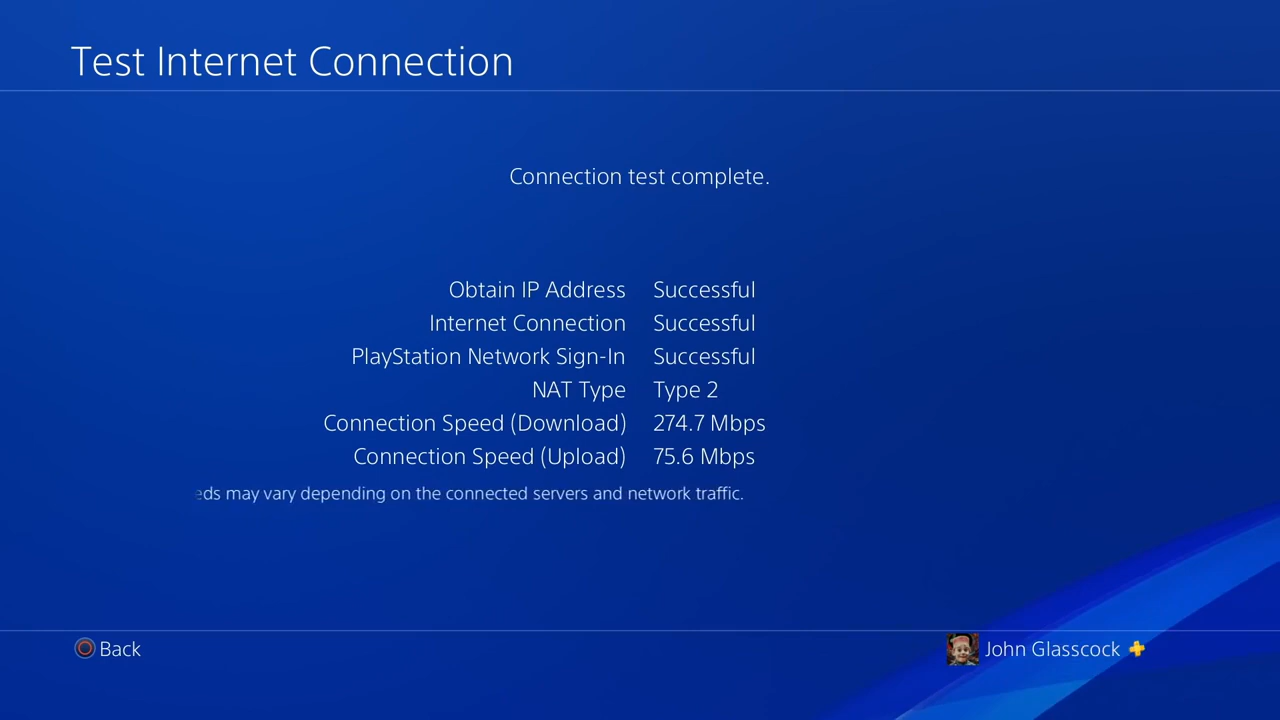 Test Internet Connection
Connection test complete.
Obtain IP Address Successful
Internet Connection Successful
PlayStation Network Sign-In Successful
NAT Type Type 2
Connection Speed (Download) 274.7 Mbps
Connection Speed (Upload) 75.6 Mbps
eds may vary depending on the connected servers and network traffic.
Back John Glasscock